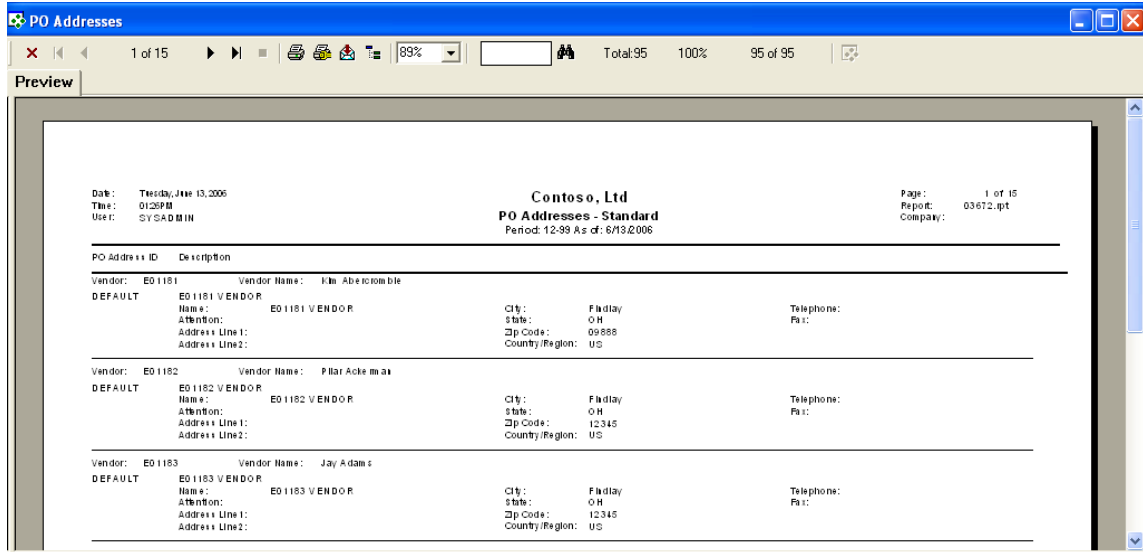 PO Addresses
1 of 15 89% Total:95 100% 95 of 95
Preview
Date: Tuesday, June 13, 2006 Contoso, Ltd Page: 1 of 15
Time: 01:26PM PO Addresses - Standard Report: 03672.rpt
User: SYSADMIN Period: 12-99 As of: 6/13/2006 Company:
PO Address ID Description
Vendor: E01181 Vendor Name: Kim Abercrombie
DEFAULT E01181 VENDOR
Name: E01181 VENDOR City: Findlay Telephone:
Attention: State: OH Fax:
Address Line1: Zip Code: 09888
Address Line2: Country/Region: US
Vendor: E01182 Vendor Name: Pilar Ackerman
DEFAULT E01182 VENDOR
Name: E01182 VENDOR City: Findlay Telephone:
Attention: State: OH Fax:
Address Line1: Zip Code: 12345
Address Line2: Country/Region: US
Vendor: E01183 Vendor Name: Jay Adams
DEFAULT E01183 VENDOR
Name: E01183 VENDOR City: Findlay Telephone:
Attention: State: OH Fax:
Address Line1: Zip Code: 12345
Address Line2: Country/Region: US